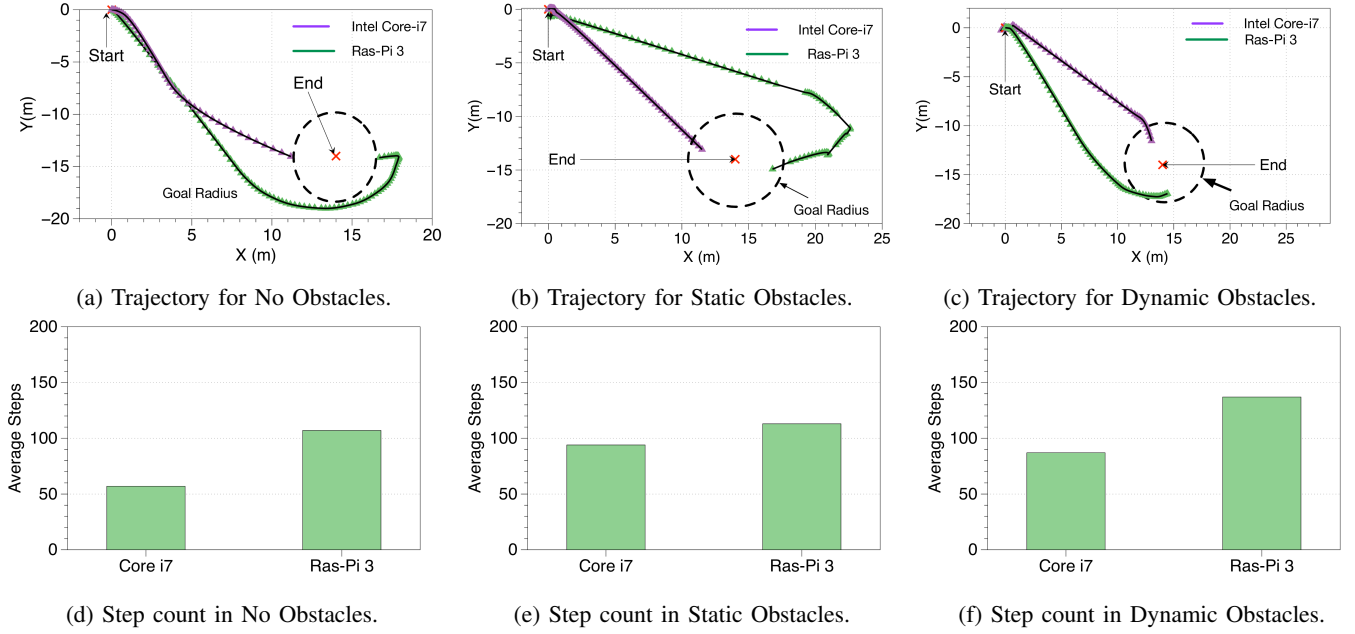 Intel Core-i7
Ras-Pi 3
Start
End
Goal Radius
Y(m)
0
−5
−10
−15
−20
0
5
10
15
20
X (m)
(a) Trajectory for No Obstacles.
Intel Core-i7
Ras-Pi 3
Start
End
Goal Radius
Y(m)
0
−5
−10
−15
−20
0
5
10
15
20
25
X (m)
(b) Trajectory for Static Obstacles.
Intel Core-i7
Ras-Pi 3
Start
End
Goal Radius
Y(m)
0
−5
−10
−15
−20
0
5
10
15
20
25
X (m)
(c) Trajectory for Dynamic Obstacles.
Average Steps
200
150
100
50
0
Core i7
Ras-Pi 3
(d) Step count in No Obstacles.
Average Steps
200
150
100
50
0
Core i7
Ras-Pi 3
(e) Step count in Static Obstacles.
Average Steps
200
150
100
50
0
Core i7
Ras-Pi 3
(f) Step count in Dynamic Obstacles.